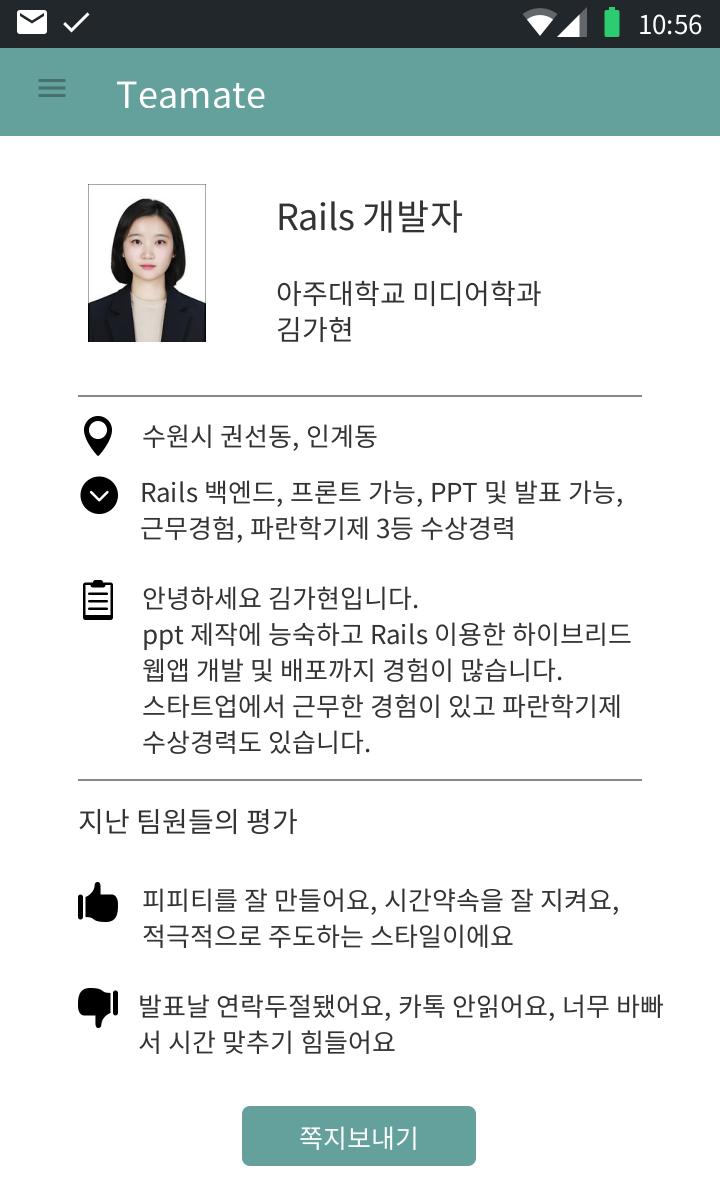 10:56
Teamate
Rails 개발자
아주대학교 미디어학과
김가현
수원시 권선동, 인계동
Rails 백엔드, 프론트 가능, PPT 및 발표 가능,
근무경험, 파란학기제 3등 수상경력
안녕하세요 김가현입니다.
ppt 제작에 능숙하고 Rails 이용한 하이브리드
웹앱 개발 및 배포까지 경험이 많습니다.
스타트업에서 근무한 경험이 있고 파란학기제
수상경력도 있습니다.
지난 팀원들의 평가
피피티를 잘 만들어요, 시간약속을 잘 지켜요,
적극적으로 주도하는 스타일이에요
발표날 연락두절됐어요, 카톡 안읽어요, 너무 바빠
서 시간 맞추기 힘들어요
쪽지보내기